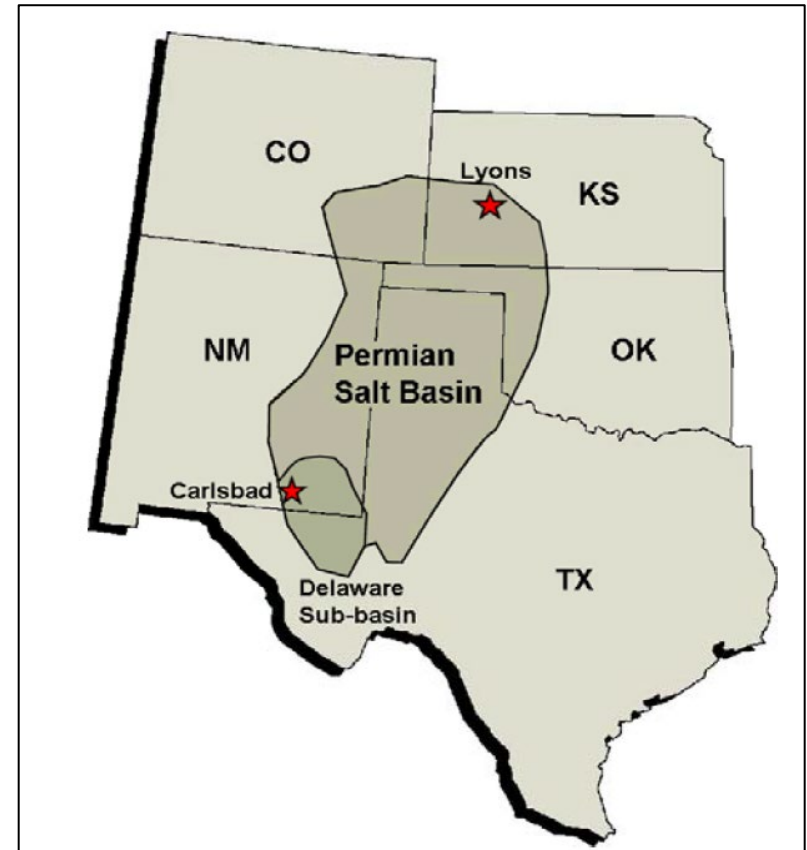 CO
Lyons
KS
NM
Permian
Salt Basin
OK
Carlsbad
TX
Delaware
Sub-basin